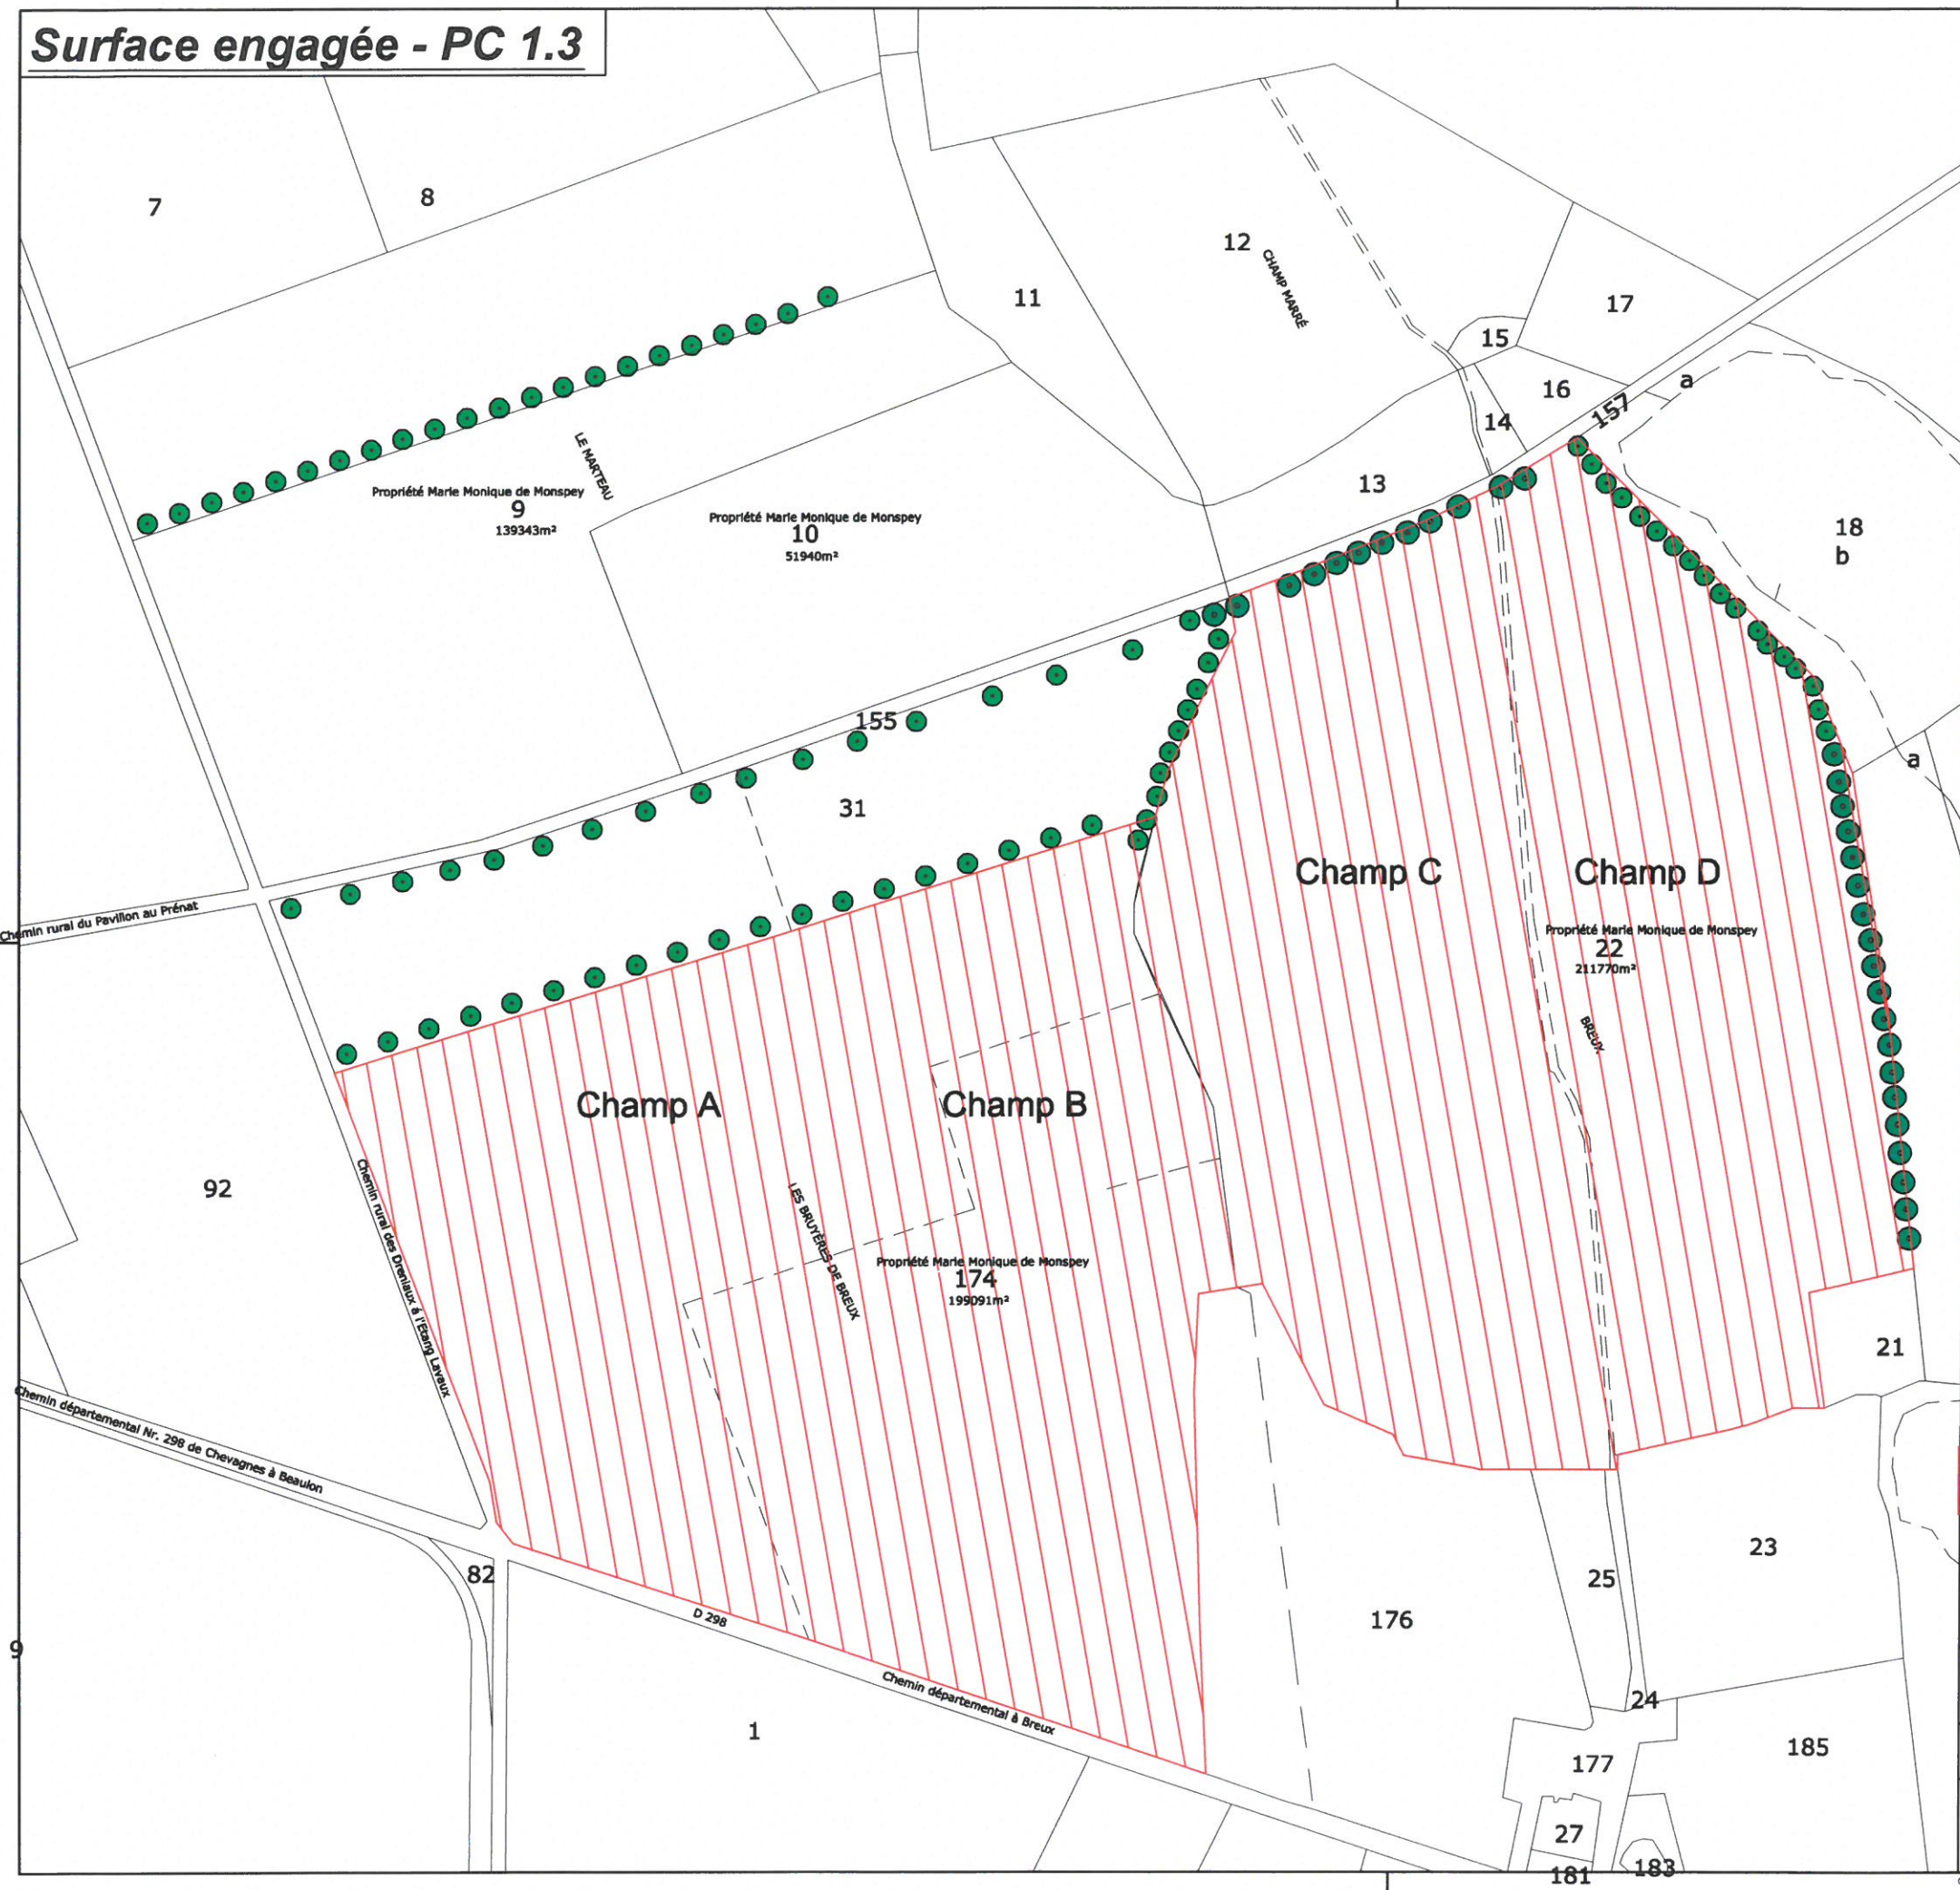 Surface engagée - PC 1.3
7
8
12
CHAMP MARRÉ
11
17
15
16
a
157
14
13
18
b
LE MARTEAU
Propriété Marie Monique de Monspey
9
139343m²
Propriété Marie Monique de Monspey
10
51940m²
155
31
a
Champ C
Champ D
Propriété Marie Monique de Monspey
22
211770m²
BREUX
Chemin rural du Pavillon au Prénat
Champ A
Champ B
92
Chemin rural des Dreniaux à l'Etang Lavaux
LES BRUYÈRES DE BREUX
Propriété Marie Monique de Monspey
174
199091m²
21
Chemin départemental Nr. 298 de Chevagnes à Beaulon
82
D 298
23
25
176
9
Chemin départemental à Breux
1
24
177
185
27
181
183